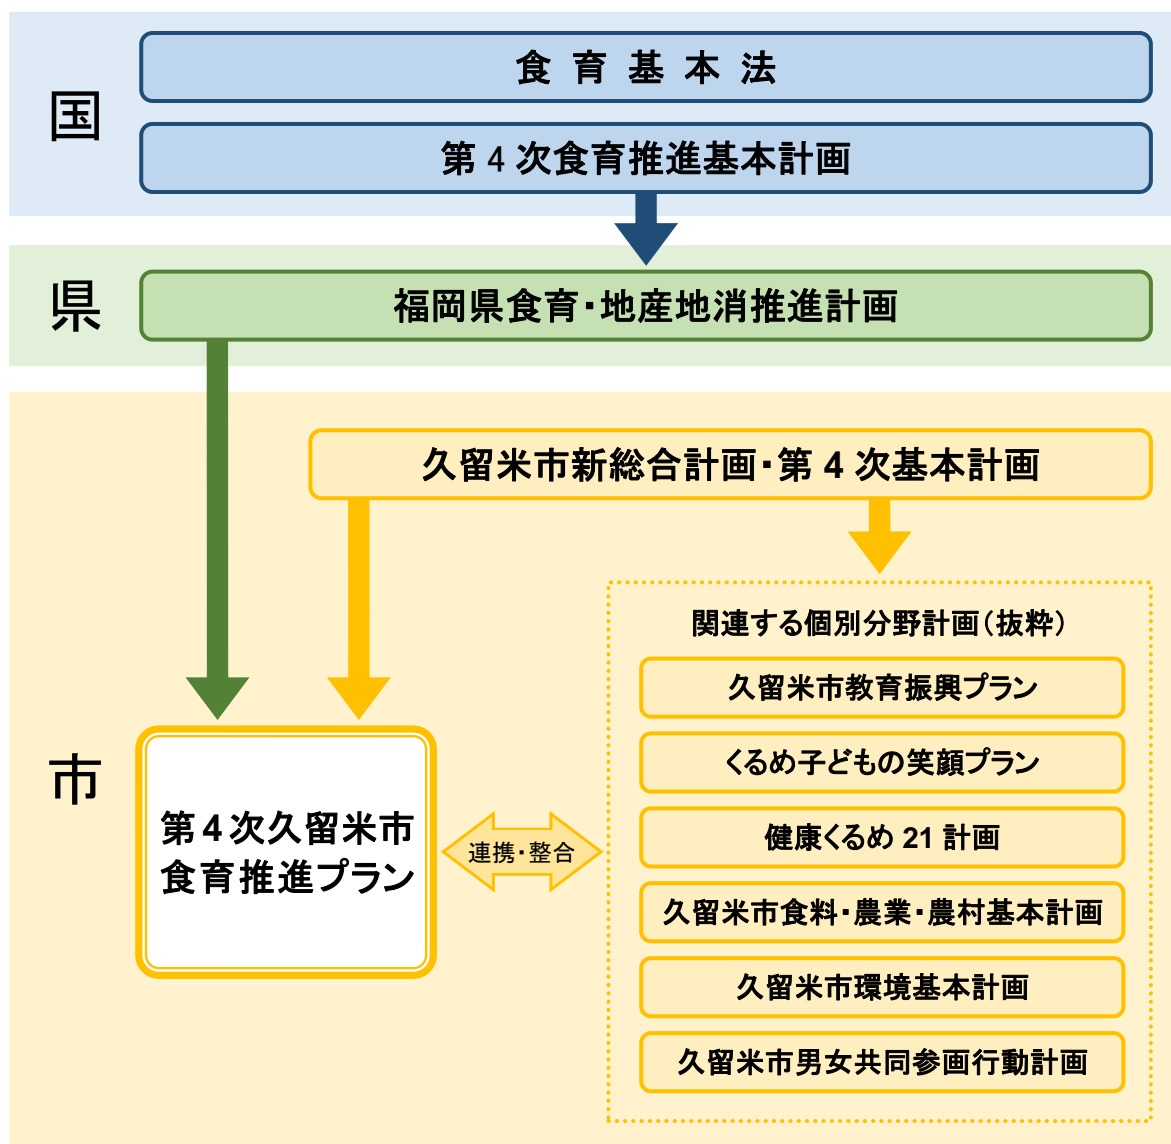 国
食育基本法
第4次食育推進基本計画
県
福岡県食育・地産地消推進計画
久留米市新総合計画・第4次基本計画
関連する個別分野計画(抜粋)
久留米市教育振興プラン
くるめ子どもの笑顔プラン
健康くるめ21計画
久留米市食料・農業・農村基本計画
久留米市環境基本計画
久留米市男女共同参画行動計画
市
第4次久留米市
食育推進プラン
連携・整合